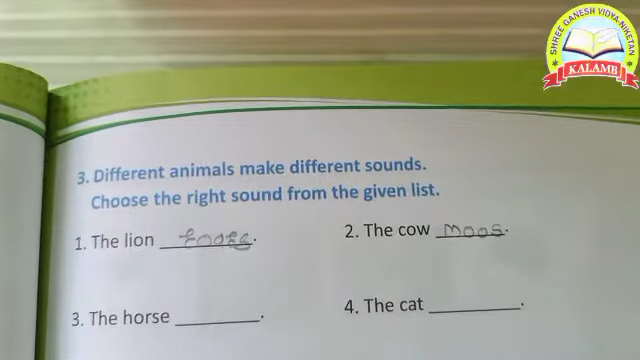 SHREE GANESH VIDYA-NIKETAN
KALAMB
3. Different animals make different sounds.
Choose the right sound from the given list.
1. The lion ________.
2. The cow moos.
3. The horse ________.
4. The cat ________.